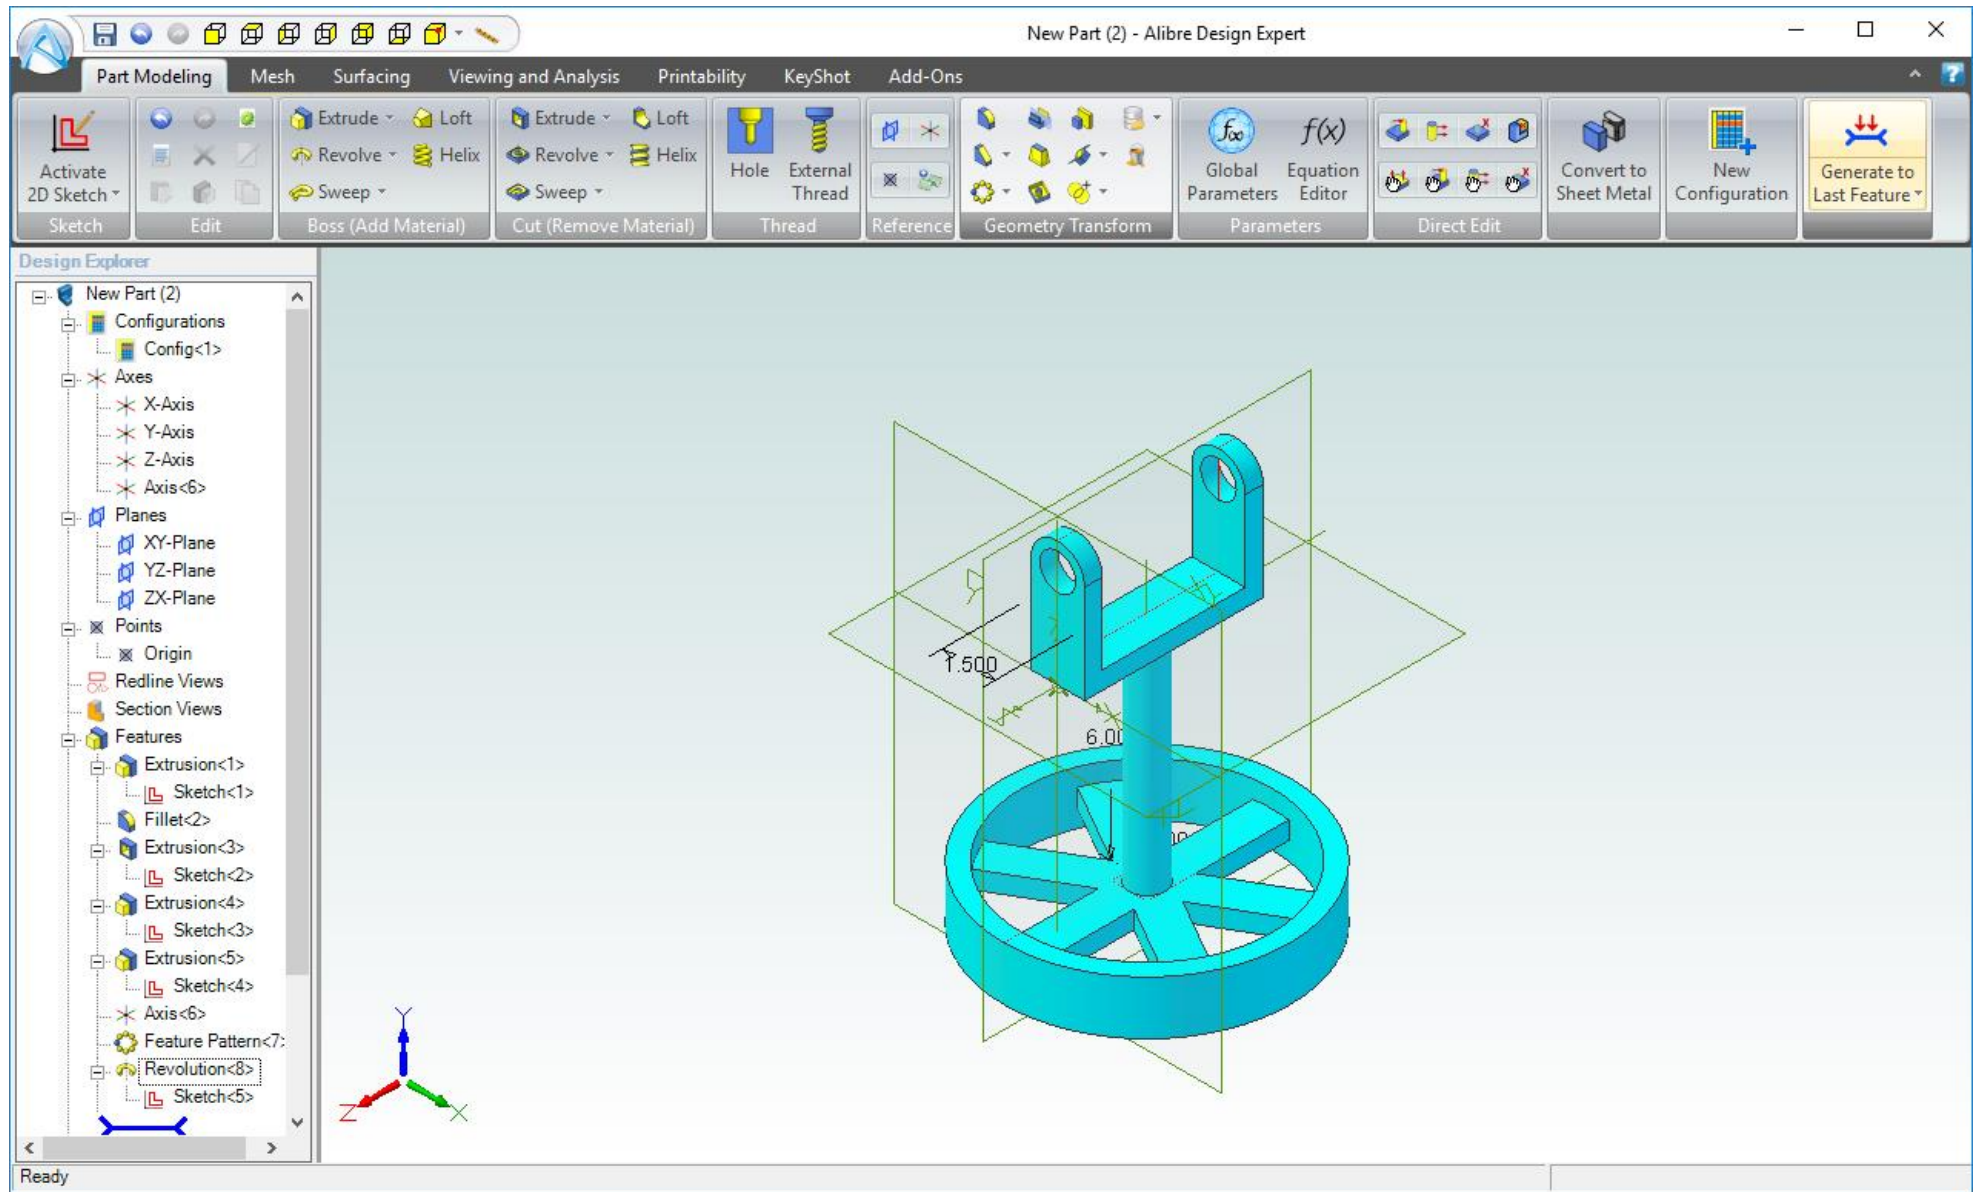 New Part (2) - Alibre Design Expert
Part Modeling Mesh Surfacing Viewing and Analysis Printability KeyShot Add-Ons
Activate
2D Sketch
Sketch
Edit
Extrude Loft
Revolve Helix
Sweep
Boss (Add Material)
Extrude Loft
Revolve Helix
Sweep
Cut (Remove Material)
Hole
External
Thread
Thread
Reference
Geometry Transform
Global
Parameters
f(x)
Equation
Editor
Parameters
Direct Edit
Convert to
Sheet Metal
New
Configuration
Generate to
Last Feature
Design Explorer
New Part (2)
Configurations
Config<1>
Axes
X-Axis
Y-Axis
Z-Axis
Axis<6>
Planes
XY-Plane
YZ-Plane
ZX-Plane
Points
Origin
Redline Views
Section Views
Features
Extrusion<1>
Sketch<1>
Fillet<2>
Extrusion<3>
Sketch<2>
Extrusion<4>
Sketch<3>
Extrusion<5>
Sketch<4>
Axis<6>
Feature Pattern<7>
Revolution<8>
Sketch<5>
1.500
6.00
Y
Z
X
Ready